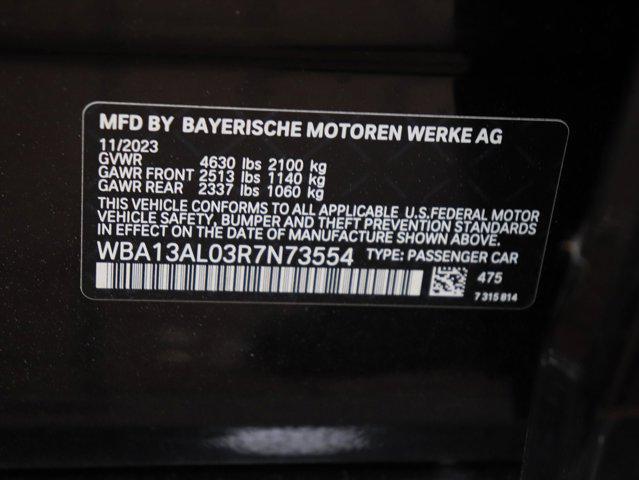 MFD BY BAYERISCHE MOTOREN WERKE AG
11/2023
GVWR 4630 lbs 2100 kg
GAWR FRONT 2513 lbs 1140 kg
GAWR REAR 2337 lbs 1060 kg
THIS VEHICLE CONFORMS TO ALL APPLICABLE U.S.FEDERAL MOTOR
VEHICLE SAFETY, BUMPER AND THEFT PREVENTION STANDARDS
IN EFFECT ON THE DATE OF MANUFACTURE SHOWN ABOVE.
WBA13AL03R7N73554 TYPE: PASSENGER CAR
475
7 315 814